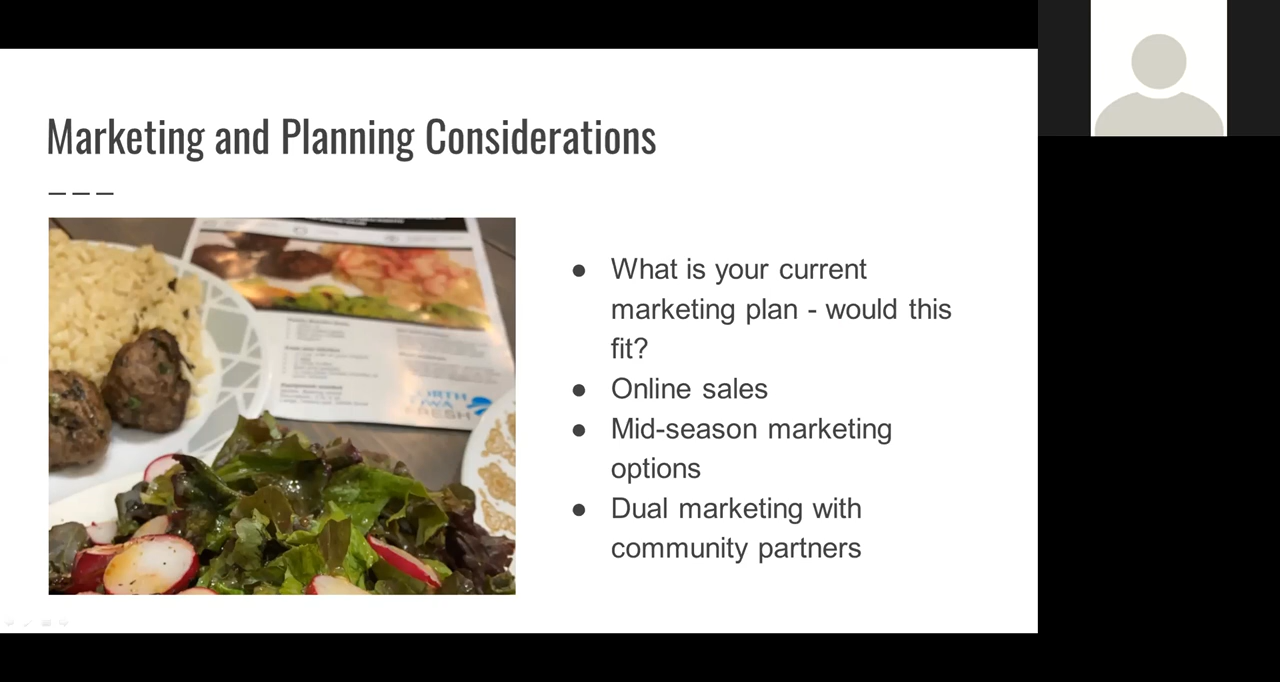 Marketing and Planning Considerations
● What is your current
marketing plan - would this
fit?
● Online sales
● Mid-season marketing
options
● Dual marketing with
community partners
FRESH